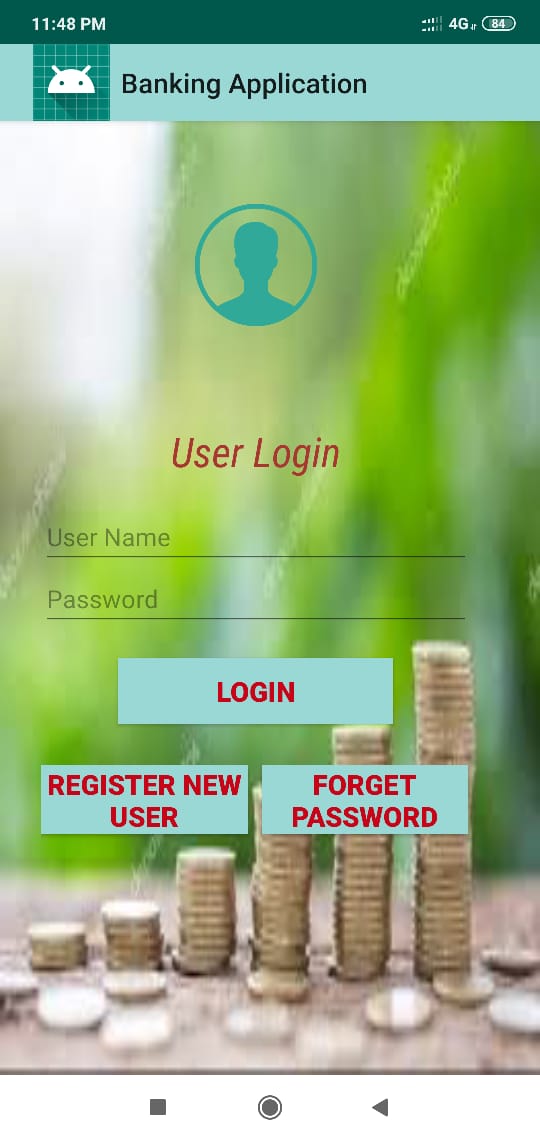 11:48 PM
4G
84
Banking Application
User Login
User Name
Password
LOGIN
REGISTER NEW
USER
FORGET
PASSWORD